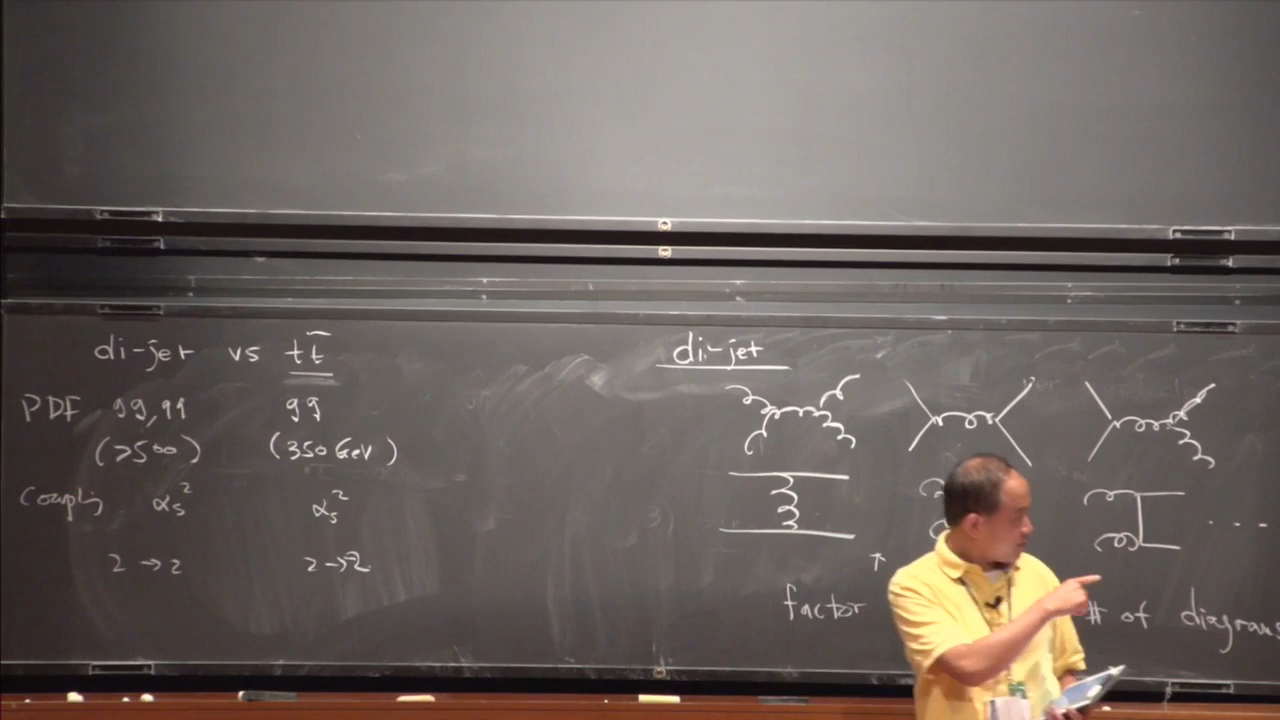 di-jet vs tt̄
PDF gg, qq gg
(>500) (350 GeV)
αs² αs²
2→2 2→2
di-jet
....
↑
factor # of diagrams